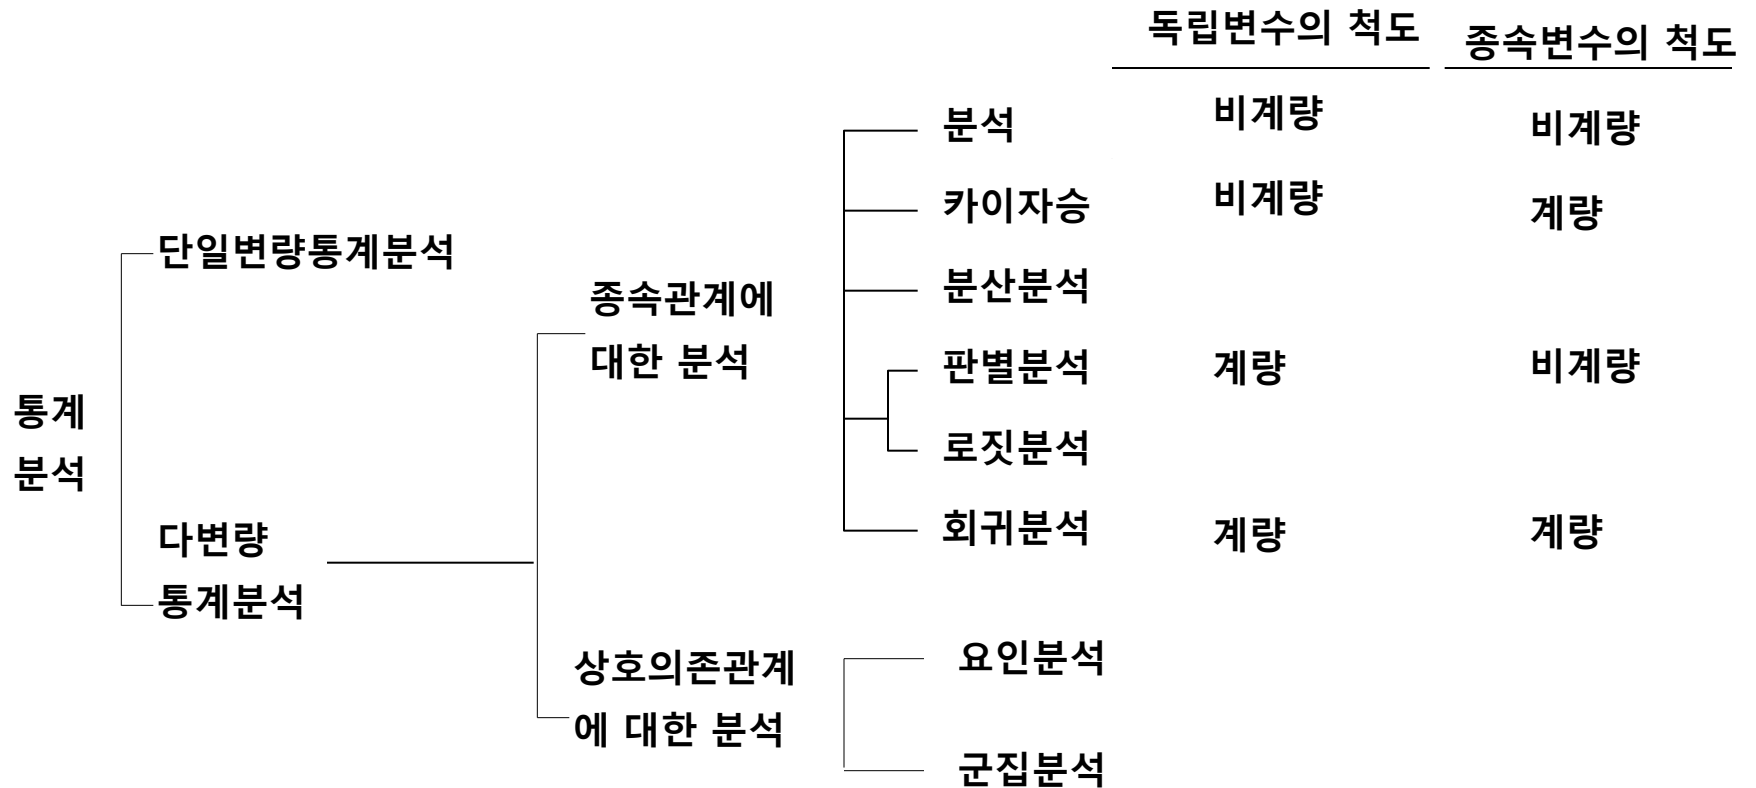 독립변수의 척도
종속변수의 척도
분석
비계량
비계량
카이자승
비계량
계량
단일변량통계분석
분산분석
종속관계에
대한 분석
판별분석
계량
비계량
통계
분석
로짓분석
회귀분석
계량
계량
다변량
통계분석
상호의존관계
에 대한 분석
요인분석
군집분석